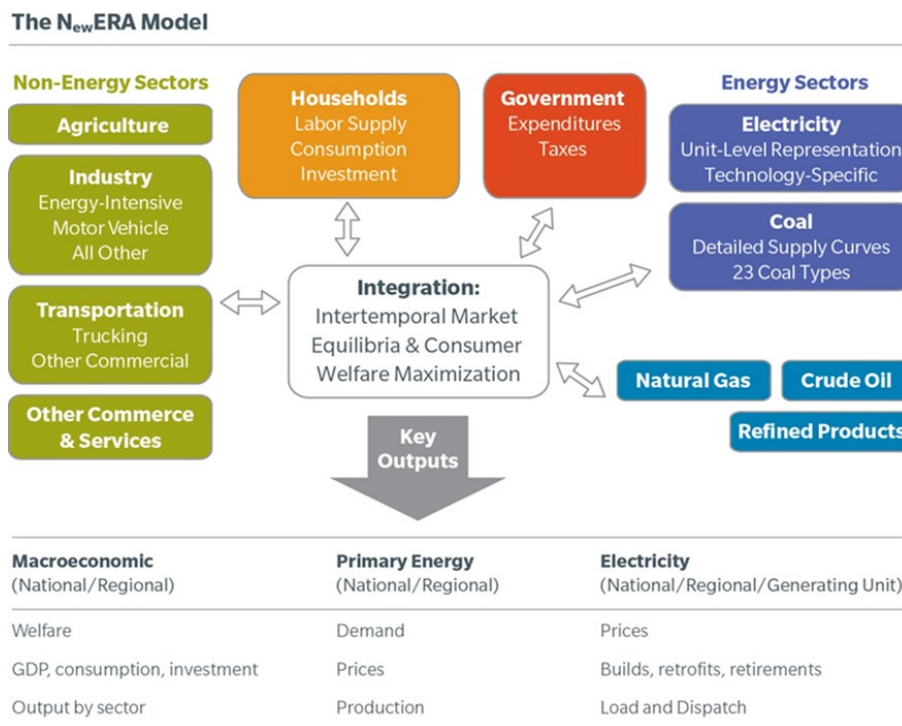 The NewERA Model
Non-Energy Sectors
Agriculture
Industry
Energy-Intensive
Motor Vehicle
All Other
Transportation
Trucking
Other Commercial
Other Commerce
& Services
Households
Labor Supply
Consumption
Investment
Government
Expenditures
Taxes
Energy Sectors
Electricity
Unit-Level Representation
Technology-Specific
Coal
Detailed Supply Curves
23 Coal Types
Integration:
Intertemporal Market
Equilibria & Consumer
Welfare Maximization
Natural Gas
Crude Oil
Refined Products
Key
Outputs
Macroeconomic
(National/Regional)
Welfare
GDP, consumption, investment
Output by sector
Primary Energy
(National/Regional)
Demand
Prices
Production
Electricity
(National/Regional/Generating Unit)
Prices
Builds, retrofits, retirements
Load and Dispatch